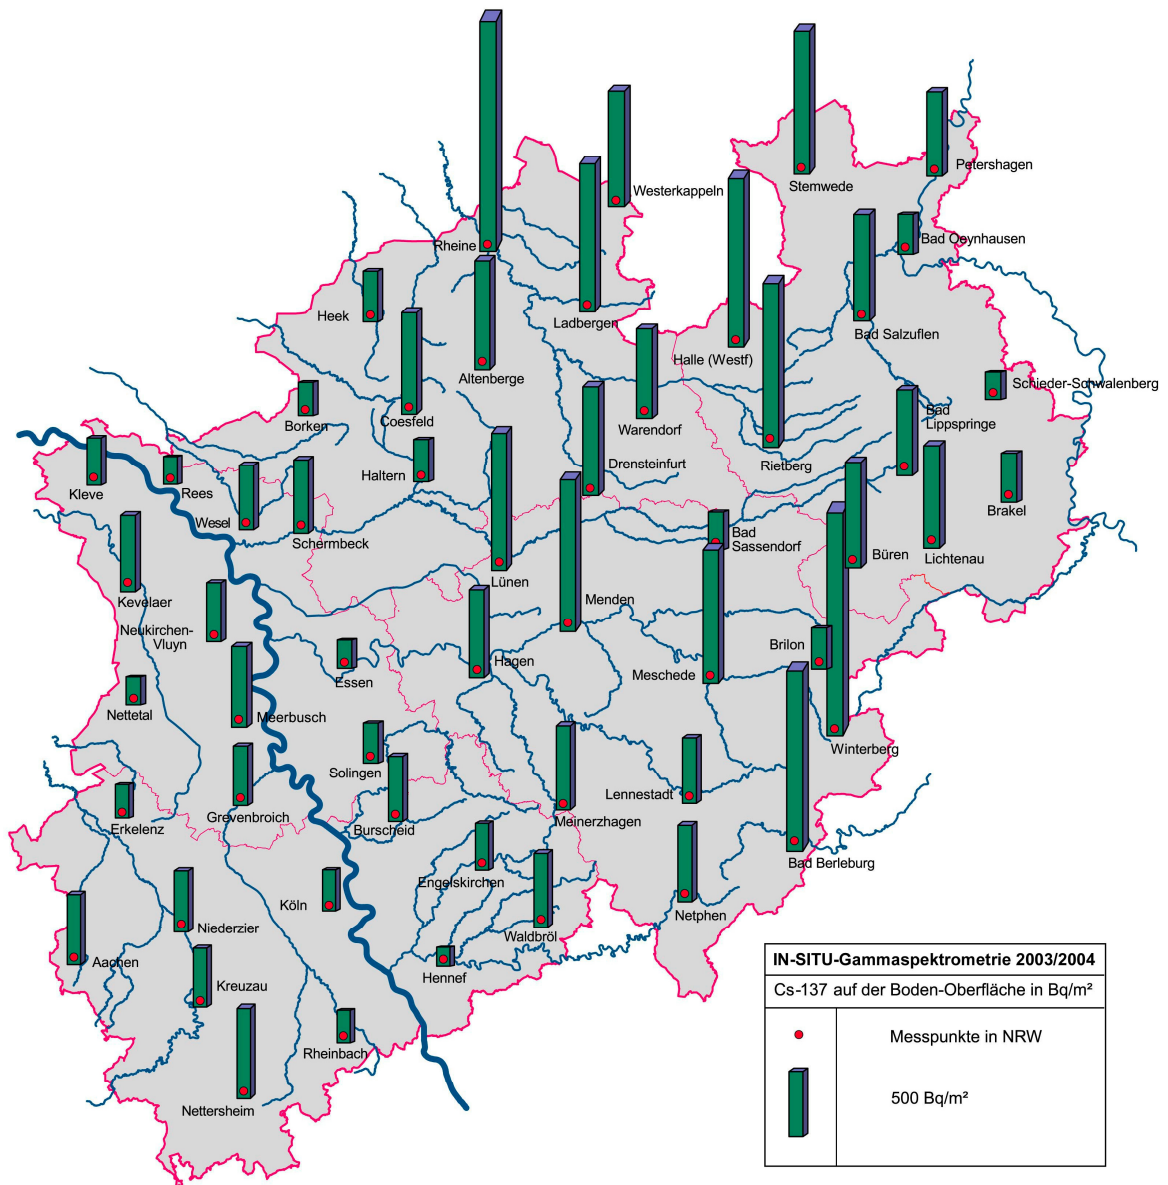 Stemwede
Petershagen
Westerkappeln
Bad Oeynhausen
Rheine
Heek
Ladbergen
Bad Salzuflen
Halle (Westf)
Altenberge
Schieder-Schwalenberg
Borken
Coesfeld
Warendorf
Bad
Lippspringe
Rietberg
Haltern
Drensteinfurt
Kleve
Rees
Brakel
Wesel
Schermbeck
Bad
Sassendorf
Büren
Lichtenau
Lünen
Kevelaer
Menden
Neukirchen-
Vluyn
Brilon
Hagen
Essen
Meschede
Nettetal
Meerbusch
Winterberg
Solingen
Lennestadt
Grevenbroich
Erkelenz
Burscheid
Meinerzhagen
Bad Berleburg
Engelskirchen
Köln
Netphen
Niederzier
Waldbröl
Aachen
Hennef
Kreuzau
Rheinbach
Nettersheim
IN-SITU-Gammaspektrometrie 2003/2004
Cs-137 auf der Boden-Oberfläche in Bq/m²
Messpunkte in NRW
500 Bq/m²